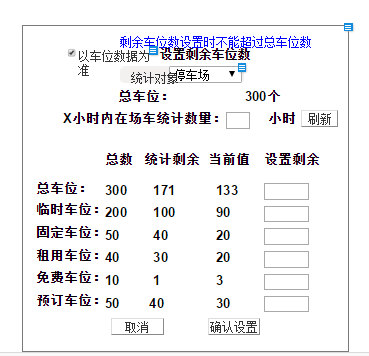 剩余车位数设置时不能超过总车位数
以车位数据为准 设置剩余车位数
统计对象 停车场
总车位： 300个
X小时内在场车统计数量： 小时 刷新
总数 统计剩余 当前值 设置剩余
总车位： 300 171 133
临时车位： 200 100 90
固定车位： 50 40 20
租用车位： 40 30 20
免费车位： 10 1 3
预订车位： 50 40 30
取消 确认设置